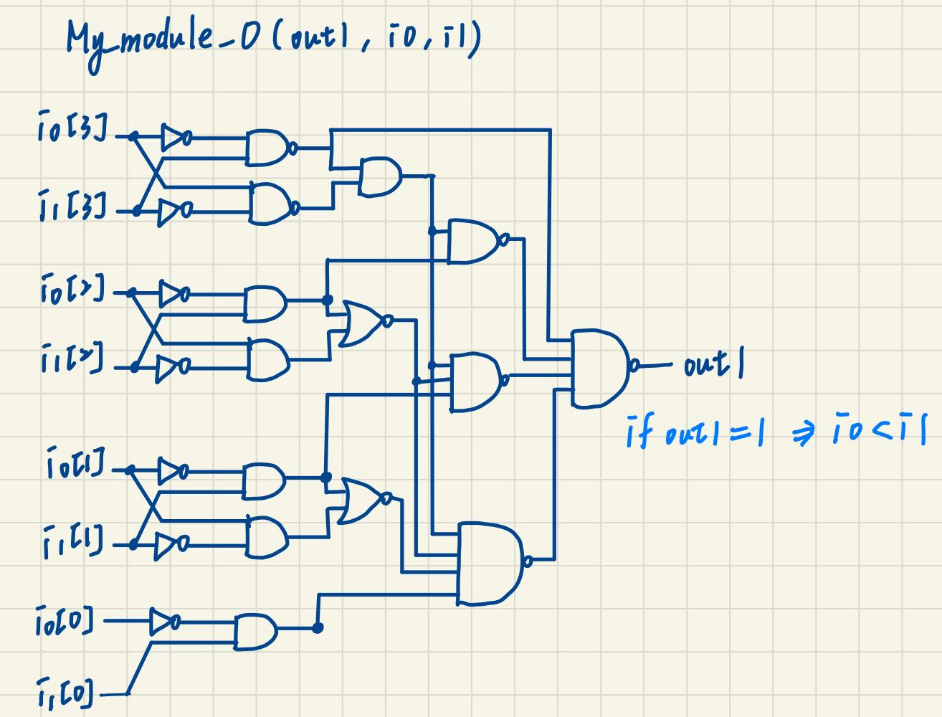 My_module_0 (out1, i0, i1)
i0[3]
i1[3]
i0[2]
i1[2]
out1
if out1=1 ⇒ i0<i1
i0[1]
i1[1]
i0[0]
i1[0]